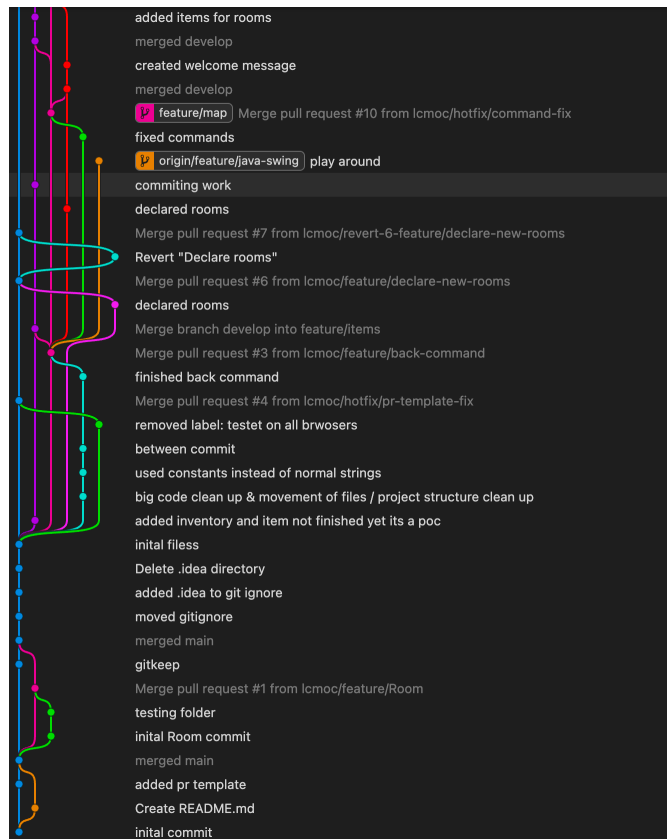 added items for rooms
merged develop
created welcome message
merged develop
feature/map Merge pull request #10 from lcmoc/hotfix/command-fix
fixed commands
origin/feature/java-swing play around
commiting work
declared rooms
Merge pull request #7 from lcmoc/revert-6-feature/declare-new-rooms
Revert "Declare rooms"
Merge pull request #6 from lcmoc/feature/declare-new-rooms
declared rooms
Merge branch develop into feature/items
Merge pull request #3 from lcmoc/feature/back-command
finished back command
Merge pull request #4 from lcmoc/hotfix/pr-template-fix
removed label: testet on all brwosers
between commit
used constants instead of normal strings
big code clean up & movement of files / project structure clean up
added inventory and item not finished yet its a poc
inital filess
Delete .idea directory
added .idea to git ignore
moved gitignore
merged main
gitkeep
Merge pull request #1 from lcmoc/feature/Room
testing folder
inital Room commit
merged main
added pr template
Create README.md
inital commit